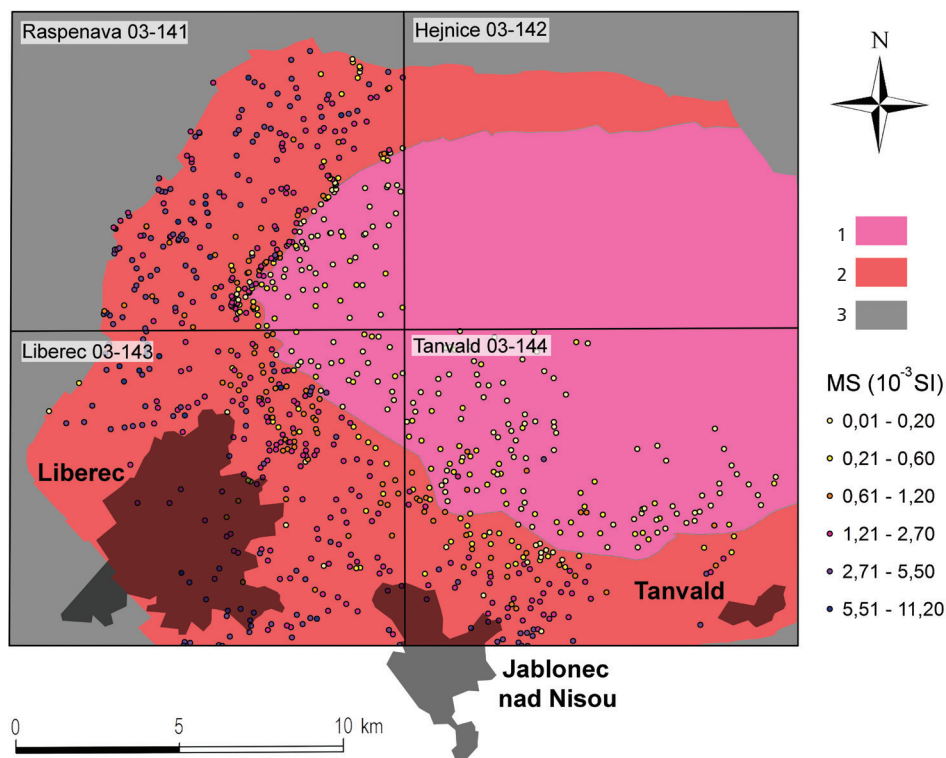 Raspenava 03-141
Hejnice 03-142
N
1
2
3
Liberec 03-143
Tanvald 03-144
MS (10⁻³SI)
0,01 - 0,20
0,21 - 0,60
0,61 - 1,20
1,21 - 2,70
2,71 - 5,50
5,51 - 11,20
Liberec
Tanvald
Jablonec
nad Nisou
0 5 10 km